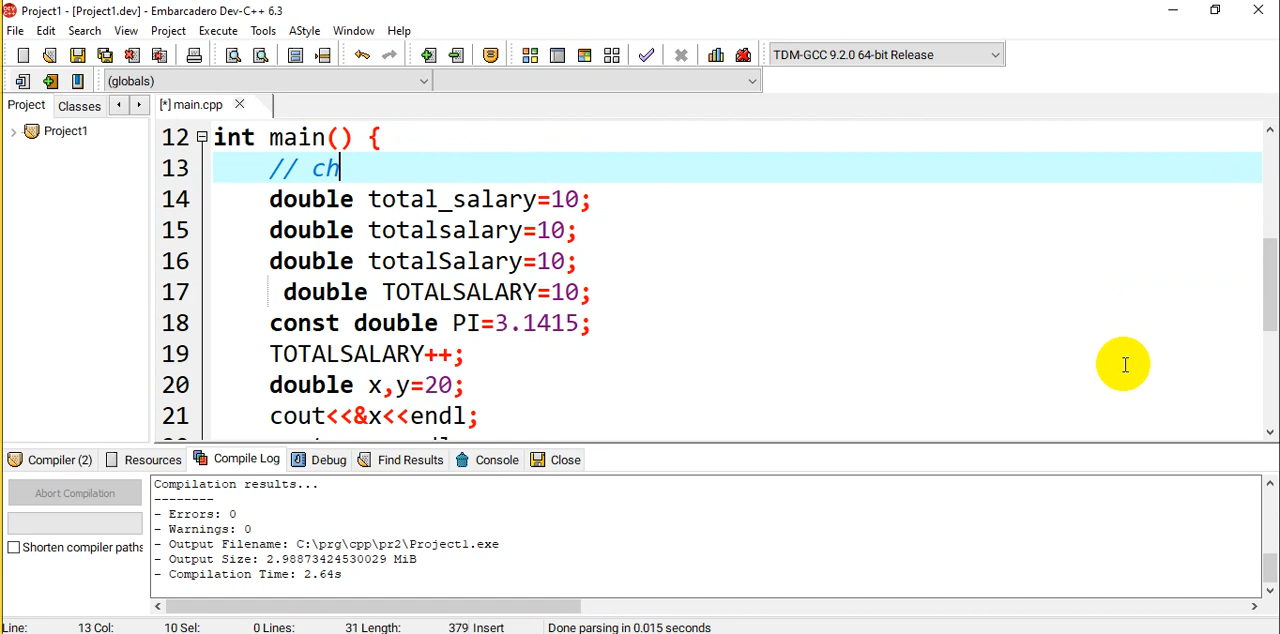 Project1 - [Project1.dev] - Embarcadero Dev-C++ 6.3
File Edit Search View Project Execute Tools AStyle Window Help
TDM-GCC 9.2.0 64-bit Release
(globals)
Project Classes [*] main.cpp
Project1
12 int main() {
13 // ch
14 double total_salary=10;
15 double totalsalary=10;
16 double totalSalary=10;
17 double TOTALSALARY=10;
18 const double PI=3.1415;
19 TOTALSALARY++;
20 double x,y=20;
21 cout<<&x<<endl;
Compiler (2) Resources Compile Log Debug Find Results Console Close
Abort Compilation
Shorten compiler paths
Compilation results...
--------
- Errors: 0
- Warnings: 0
- Output Filename: C:\prg\cpp\pr2\Project1.exe
- Output Size: 2.98873424530029 MiB
- Compilation Time: 2.64s
Line: 13 Col: 10 Sel: 0 Lines: 31 Length: 379 Insert Done parsing in 0.015 seconds